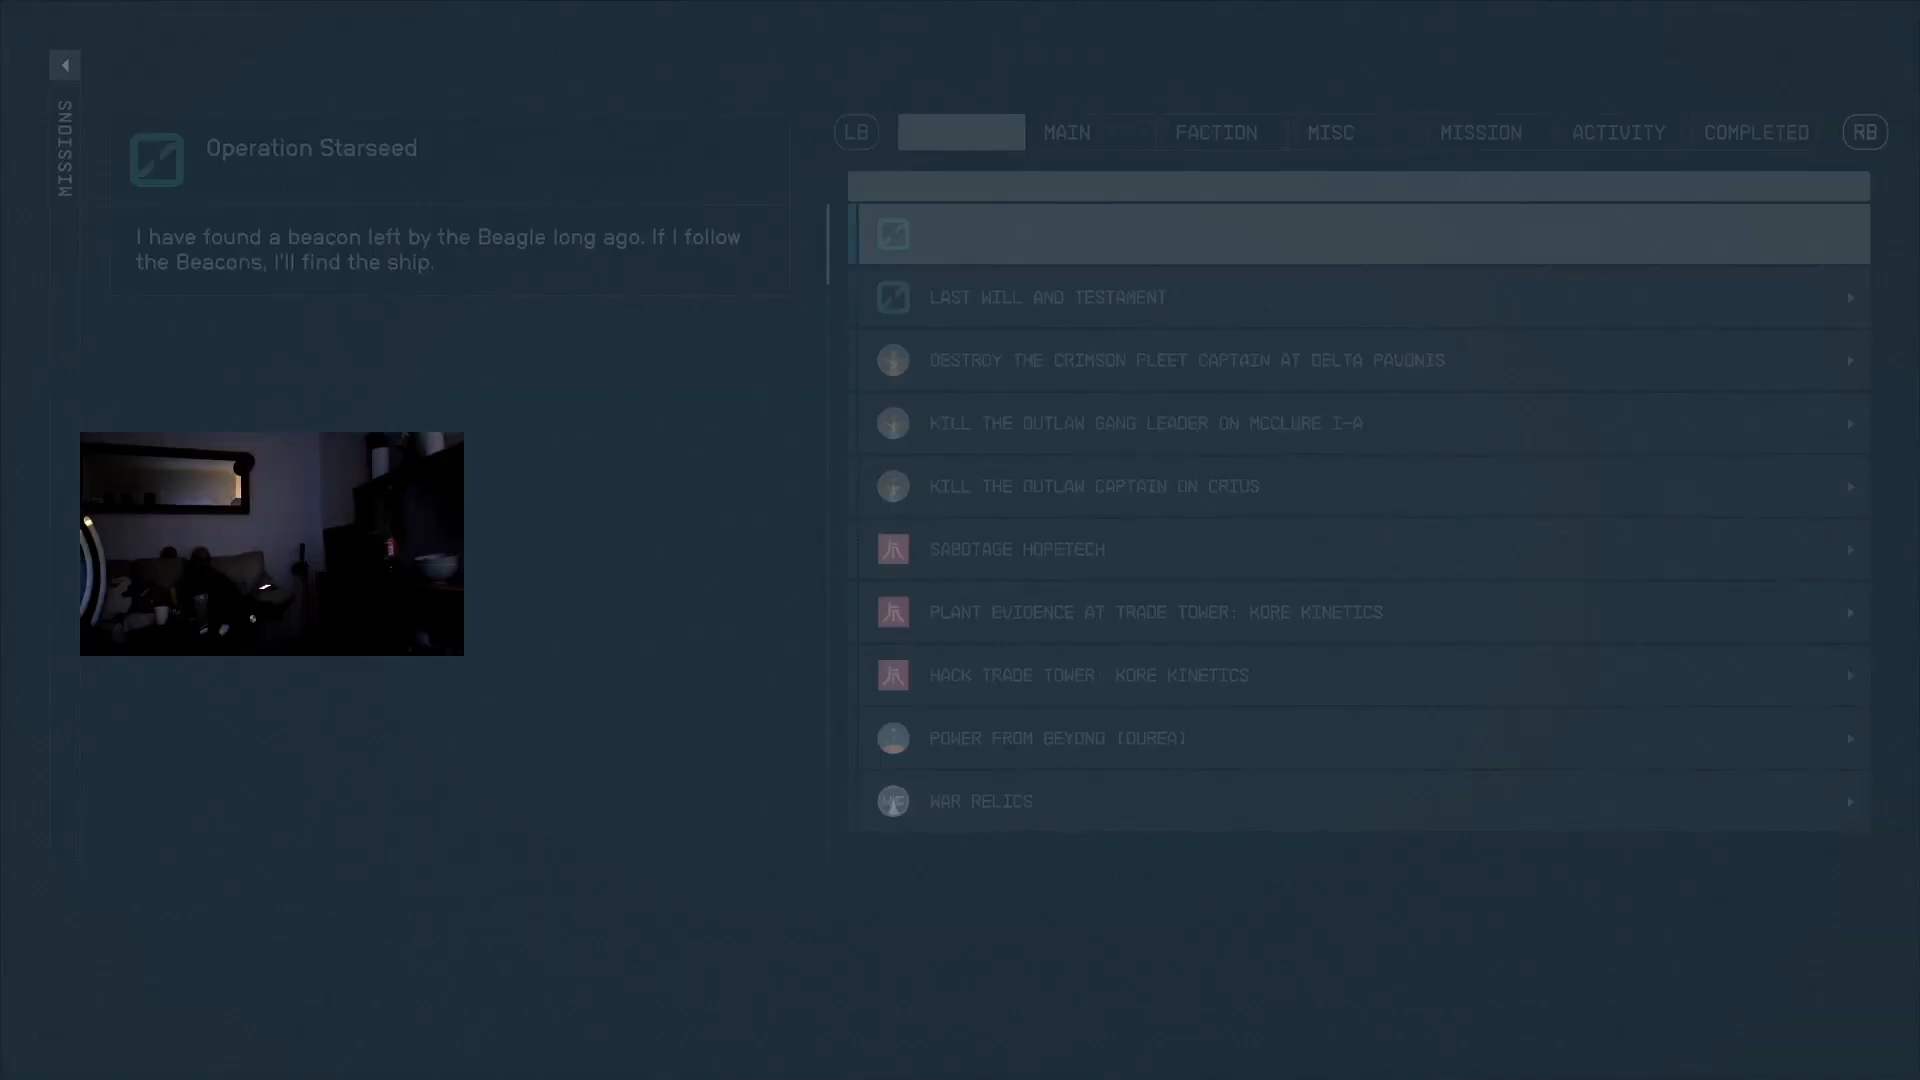 MISSIONS
Operation Starseed
I have found a beacon left by the Beagle long ago. If I follow
the Beacons, I'll find the ship.
LB
MAIN
FACTION
MISC
MISSION
ACTIVITY
COMPLETED
RB
LAST WILL AND TESTAMENT
DESTROY THE CRIMSON FLEET CAPTAIN AT DELTA PAVONIS
KILL THE OUTLAW GANG LEADER ON MCCLURE I-A
KILL THE OUTLAW CAPTAIN ON CRIUS
SABOTAGE HOPETECH
PLANT EVIDENCE AT TRADE TOWER: KORE KINETICS
HACK TRADE TOWER: KORE KINETICS
POWER FROM BEYOND (DUREA)
WAR RELICS